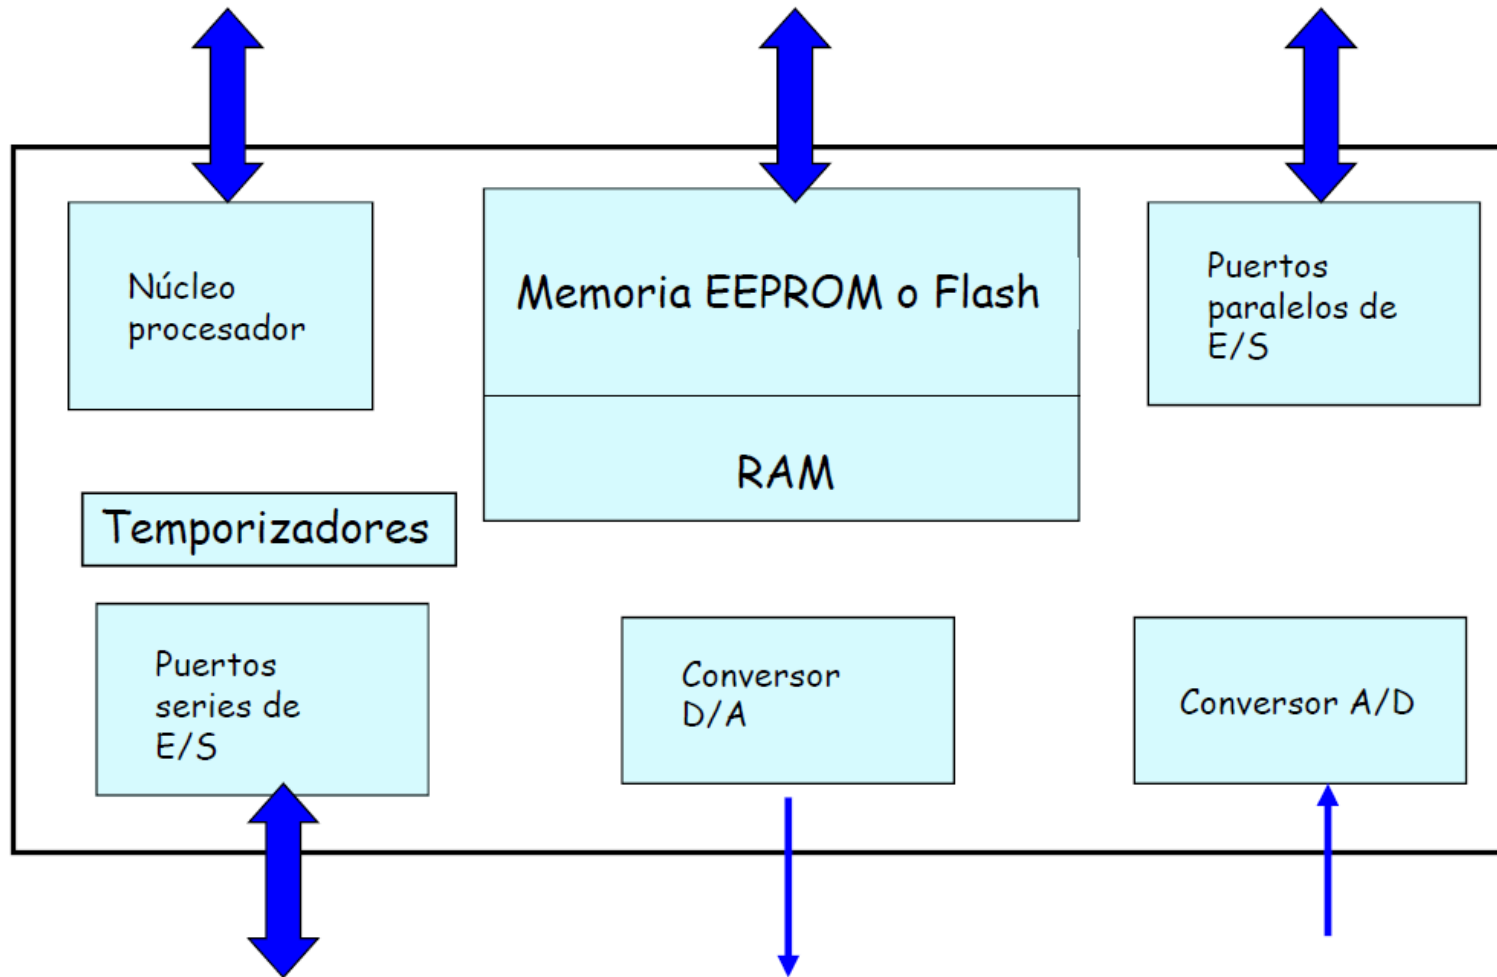 Núcleo
procesador
Memoria EEPROM o Flash
RAM
Puertos
paralelos de
E/S
Temporizadores
Puertos
series de
E/S
Conversor
D/A
Conversor A/D